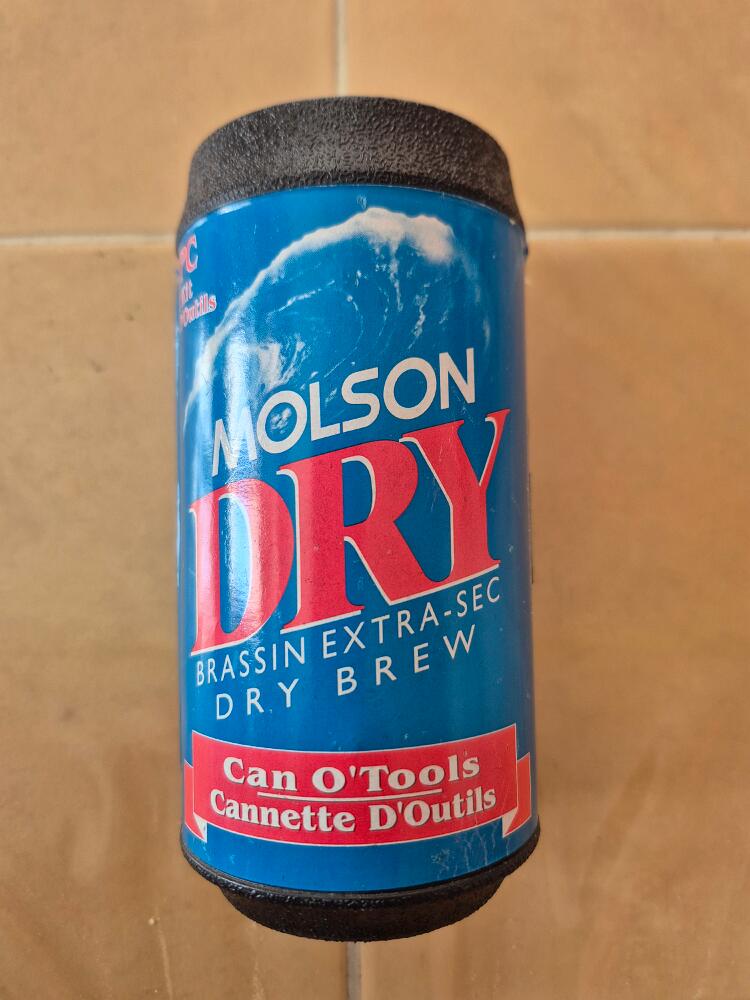 MOLSON
DRY
BRASSIN EXTRA-SEC
DRY BREW
Can O'Tools
Cannette D'Outils